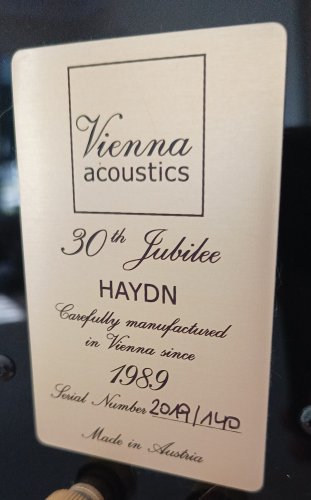 Vienna
acoustics
30th Jubilee
HAYDN
Carefully manufactured
in Vienna since
1989
Serial Number 2019/140
Made in Austria